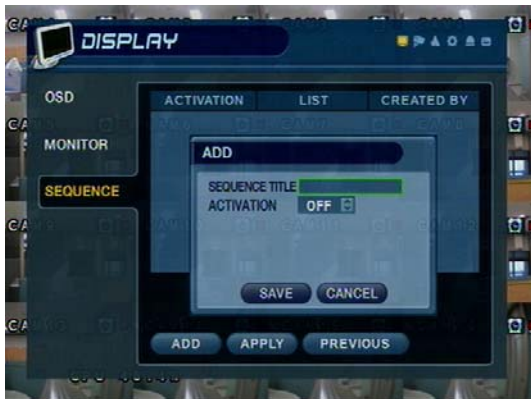 DISPLAY
OSD
MONITOR
SEQUENCE
ACTIVATION LIST CREATED BY
ADD
SEQUENCE TITLE
ACTIVATION OFF
SAVE CANCEL
ADD APPLY PREVIOUS